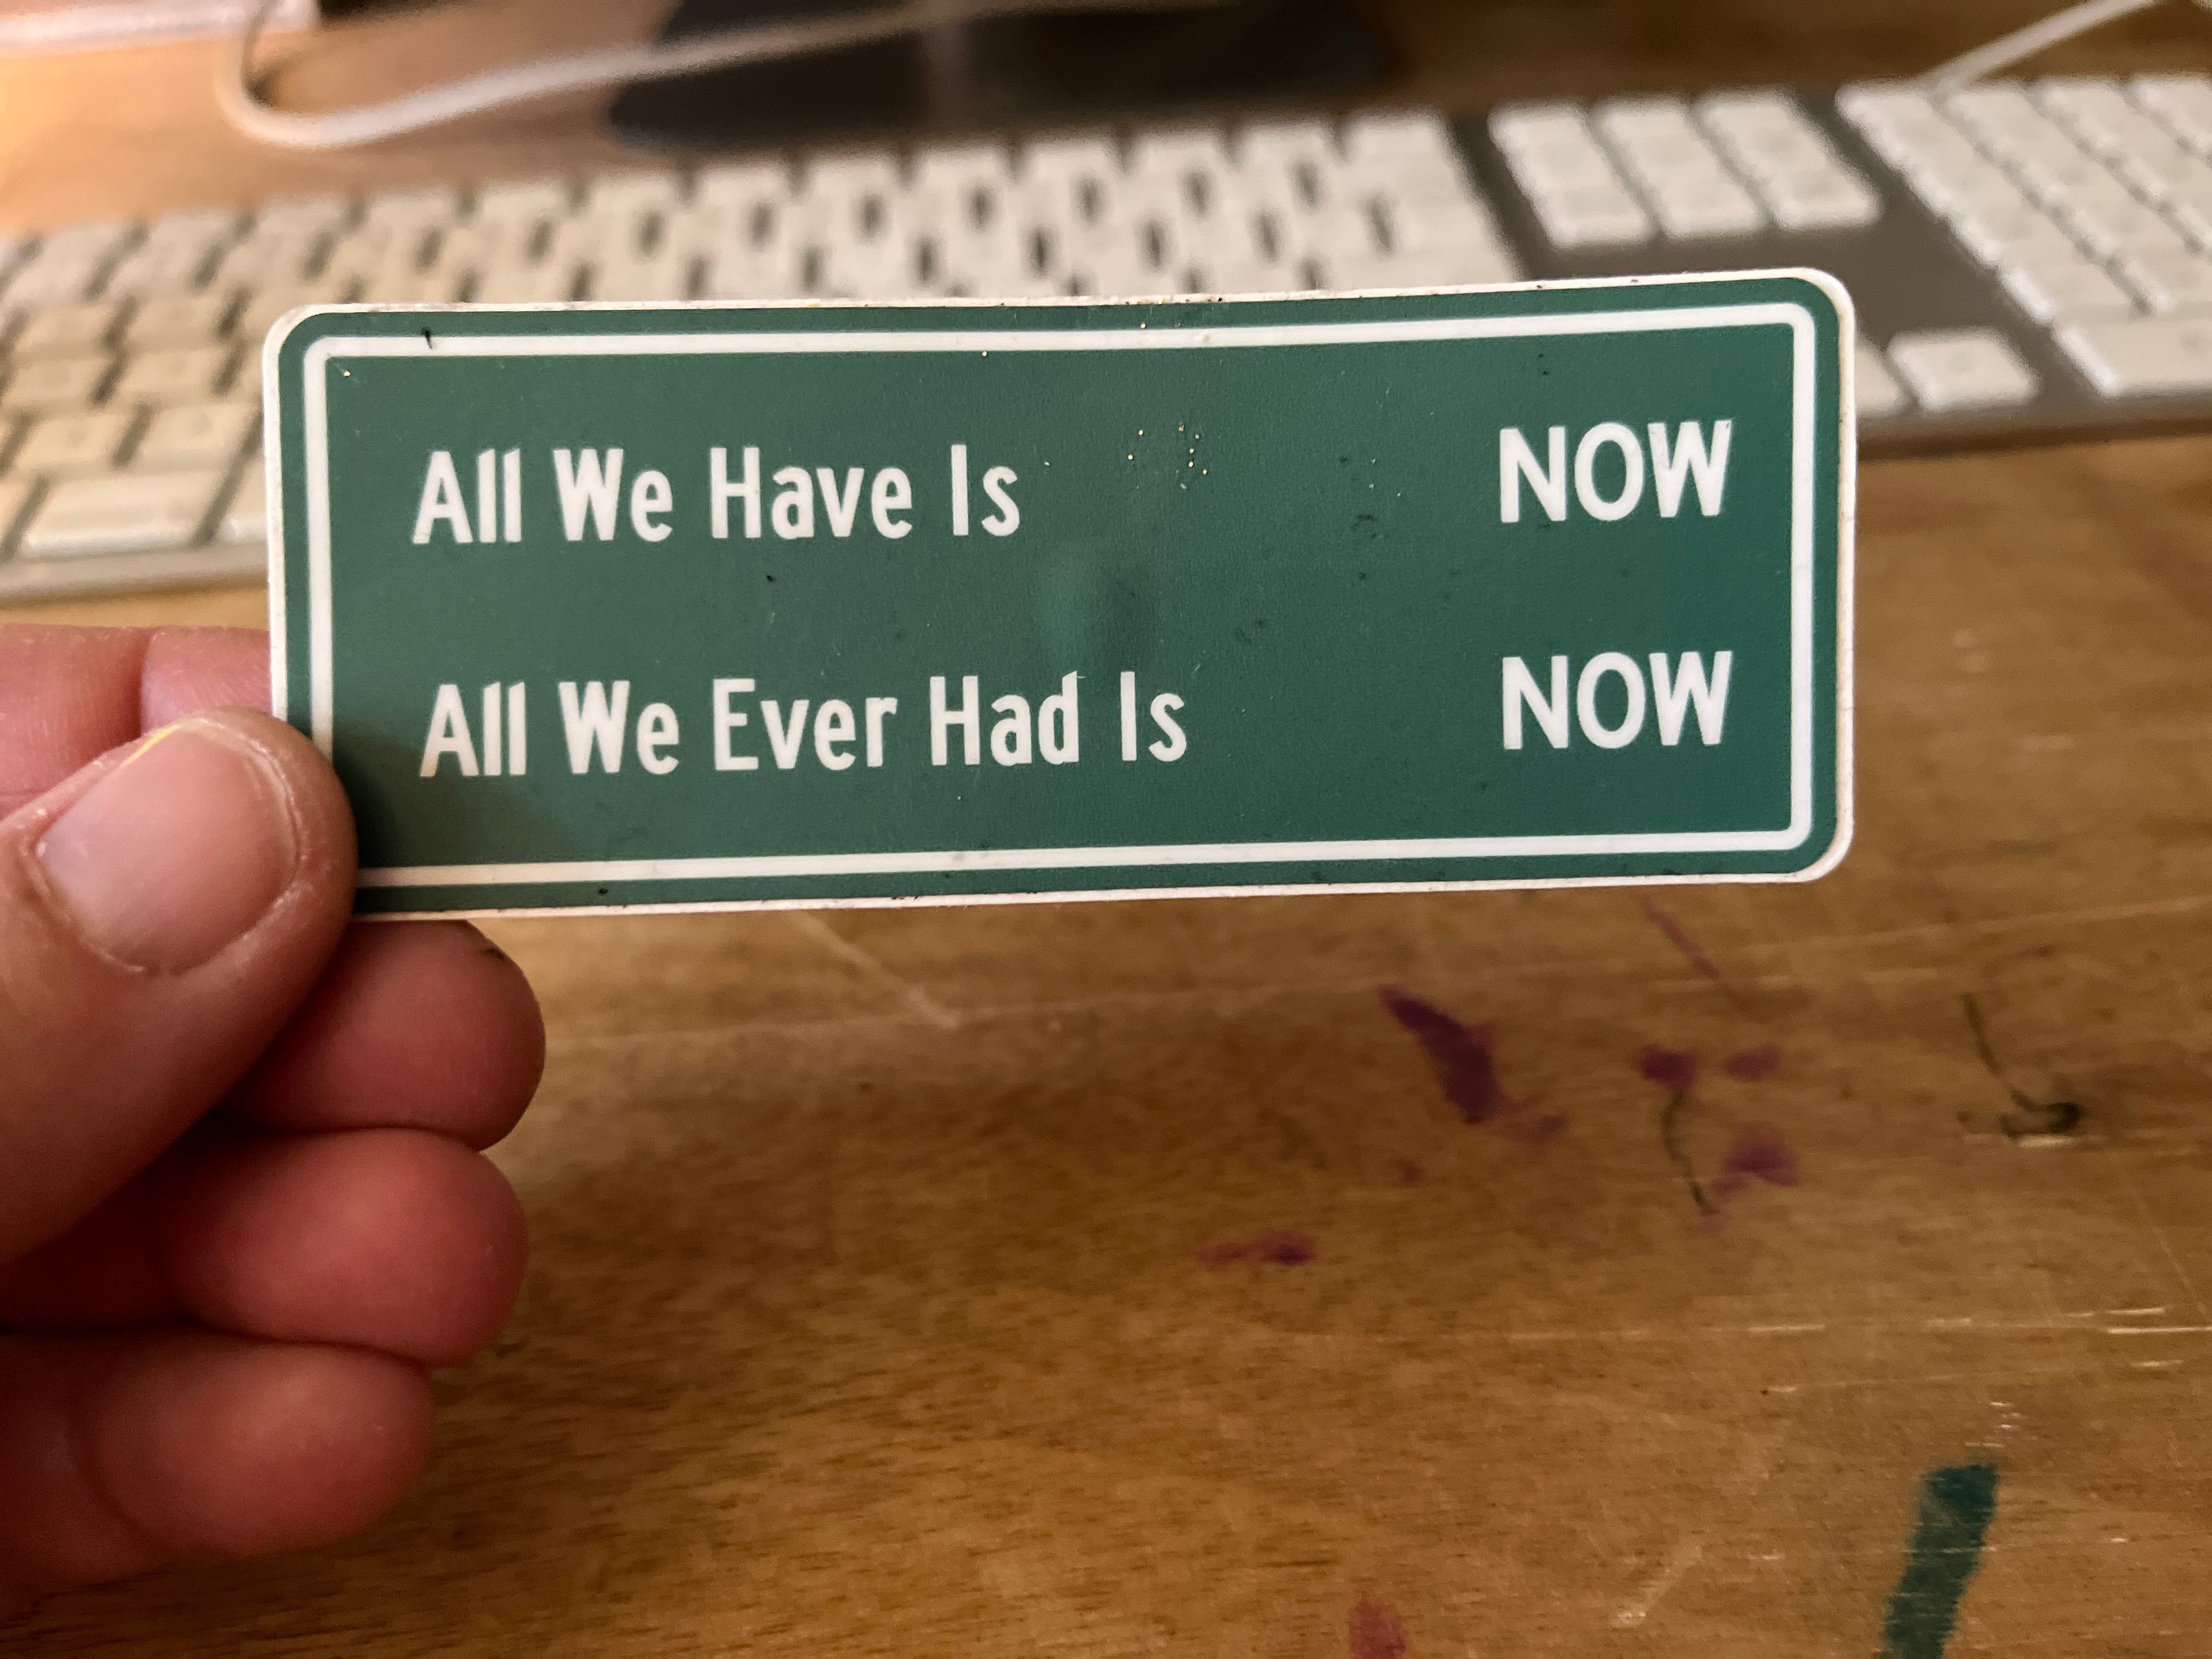 All We Have Is NOW
All We Ever Had Is NOW